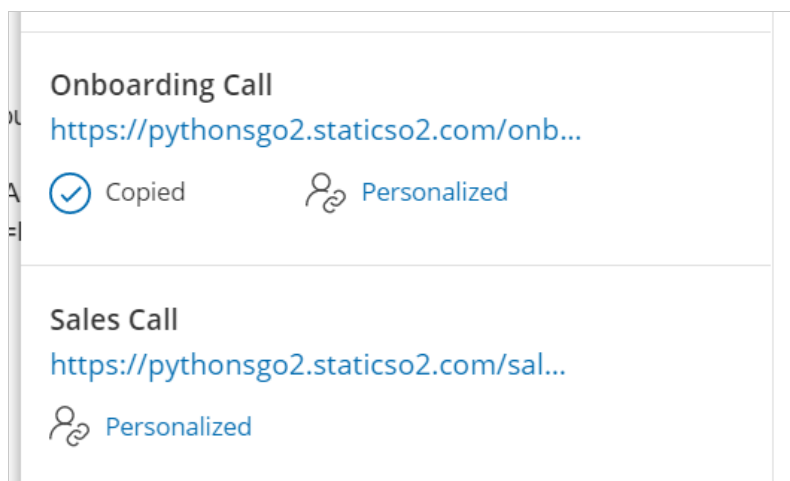 Onboarding Call
https://pythonsgo2.staticso2.com/onb...
Copied Personalized
Sales Call
https://pythonsgo2.staticso2.com/sal...
Personalized